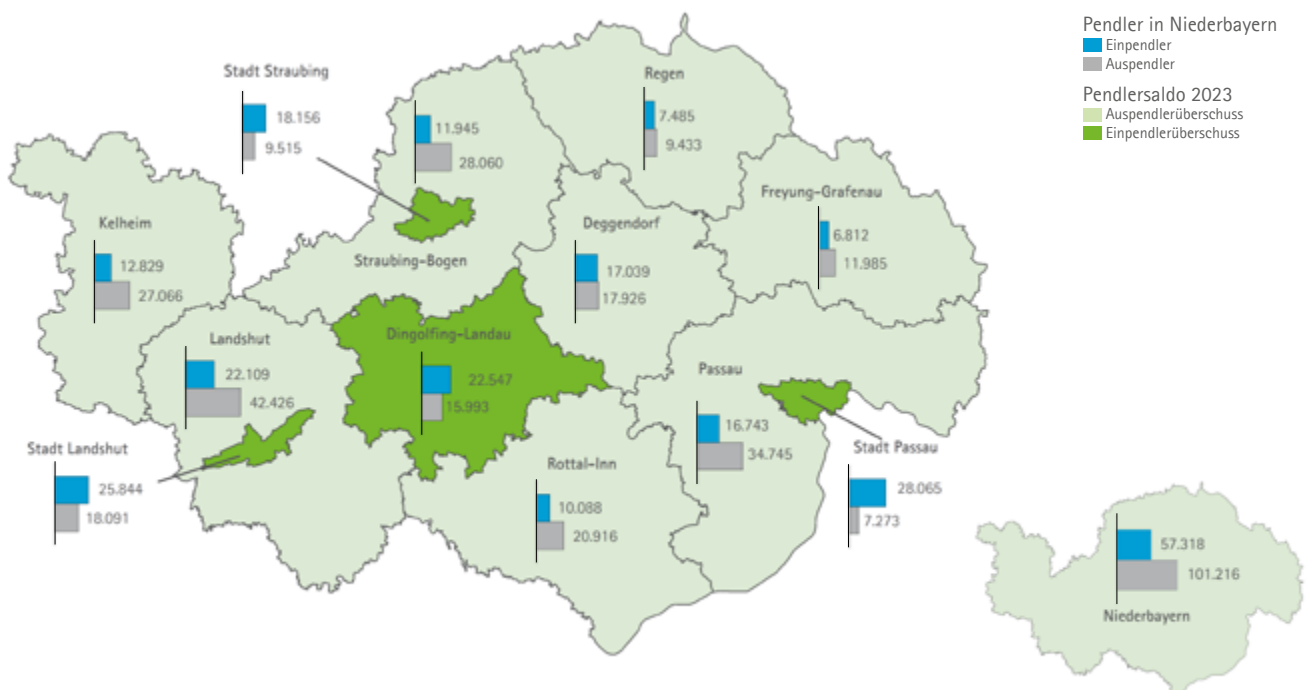 Pendler in Niederbayern
Einpendler
Auspendler
Pendlersaldo 2023
Auspendlerüberschuss
Einpendlerüberschuss
Stadt Straubing
18.156
9.515
11.945
28.060
Straubing-Bogen
Regen
7.485
9.433
Freyung-Grafenau
6.812
11.985
Kelheim
12.829
27.066
Deggendorf
17.039
17.926
Landshut
22.109
42.426
Dingolfing-Landau
22.547
15.993
Passau
16.743
34.745
Stadt Landshut
25.844
18.091
Rottal-Inn
10.088
20.916
Stadt Passau
28.065
7.273
57.318
101.216
Niederbayern